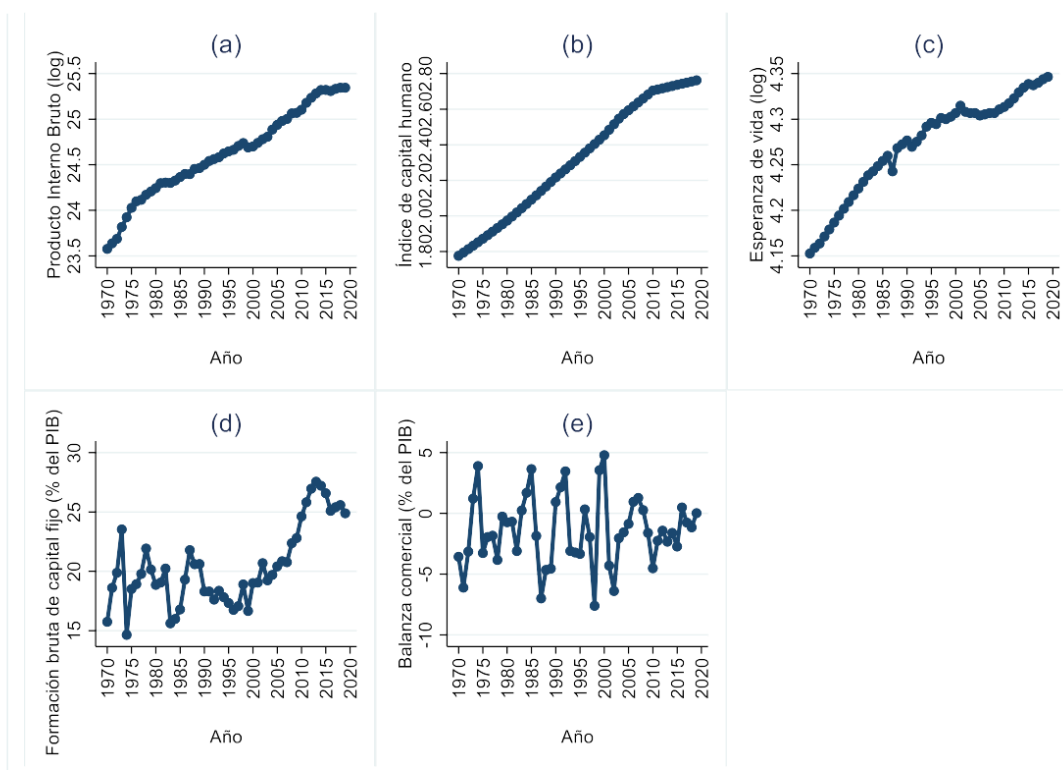 (a)
Producto Interno Bruto (log)
23.5 24 24.5 25 25.5
1970 1975 1980 1985 1990 1995 2000 2005 2010 2015 2020
Año
(b)
Índice de capital humano
1.802.002.202.402.602.80
1970 1975 1980 1985 1990 1995 2000 2005 2010 2015 2020
Año
(c)
Esperanza de vida (log)
4.15 4.2 4.25 4.3 4.35
1970 1975 1980 1985 1990 1995 2000 2005 2010 2015 2020
Año
(d)
Formación bruta de capital fijo (% del PIB)
15 20 25 30
1970 1975 1980 1985 1990 1995 2000 2005 2010 2015 2020
Año
(e)
Balanza comercial (% del PIB)
-10 -5 0 5
1970 1975 1980 1985 1990 1995 2000 2005 2010 2015 2020
Año